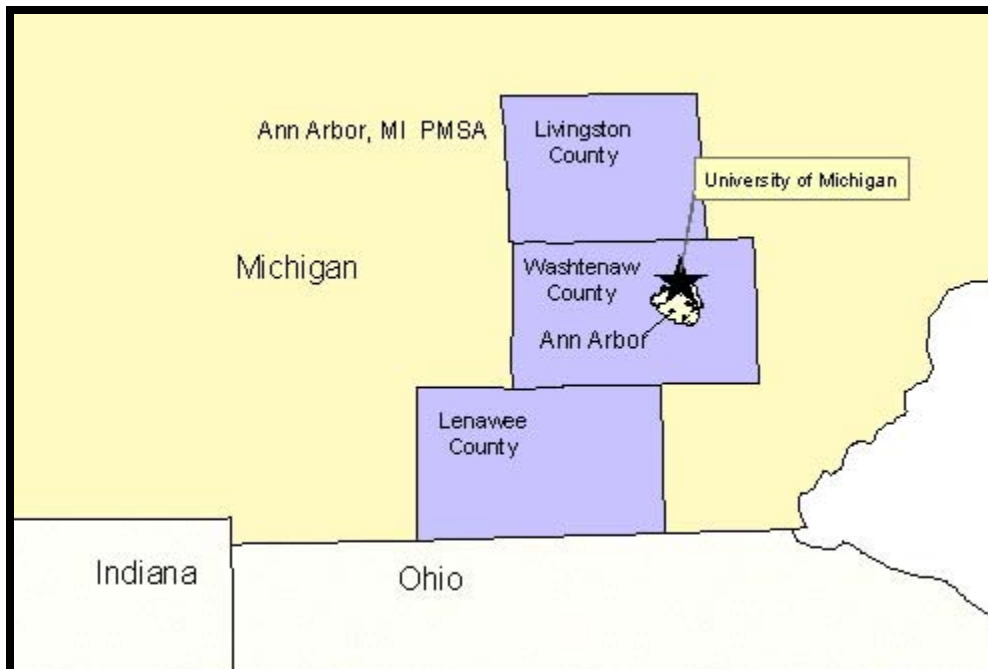 Ann Arbor, MI PMSA
Livingston
County
University of Michigan
Michigan
Washtenaw
County
Ann Arbor
Lenawee
County
Indiana
Ohio